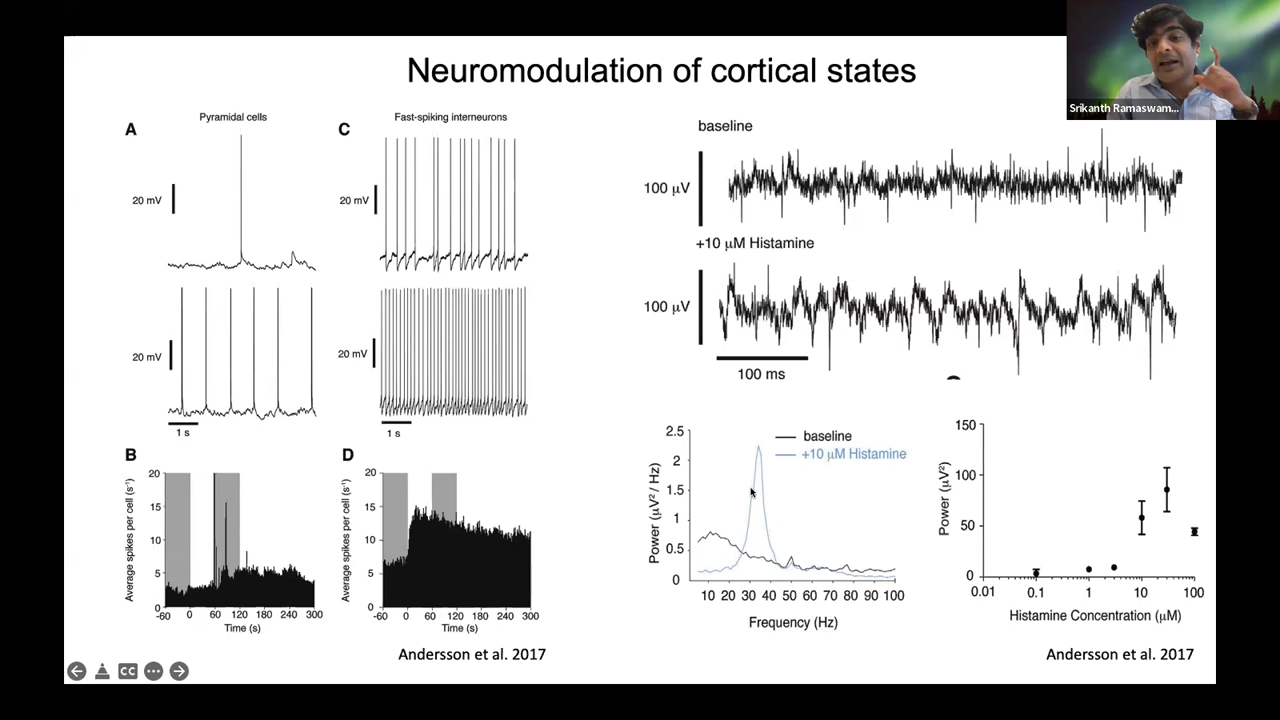 Neuromodulation of cortical states
Srikanth Ramaswam...
A
Pyramidal cells
20 mV
20 mV
1 s
C
Fast-spiking interneurons
20 mV
20 mV
1 s
B
Average spikes per cell (s⁻¹)
20
15
10
5
0
-60 0 60 120 180 240 300
Time (s)
D
Average spikes per cell (s⁻¹)
20
15
10
5
0
-60 0 60 120 180 240 300
Time (s)
Andersson et al. 2017
baseline
100 µV
+10 µM Histamine
100 µV
100 ms
Power (µV² / Hz)
2.5
2
1.5
1
0.5
0
baseline
+10 µM Histamine
10 20 30 40 50 60 70 80 90 100
Frequency (Hz)
Power (µV²)
150
100
50
0
0.01 0.1 1 10 100
Histamine Concentration (µM)
Andersson et al. 2017
CC